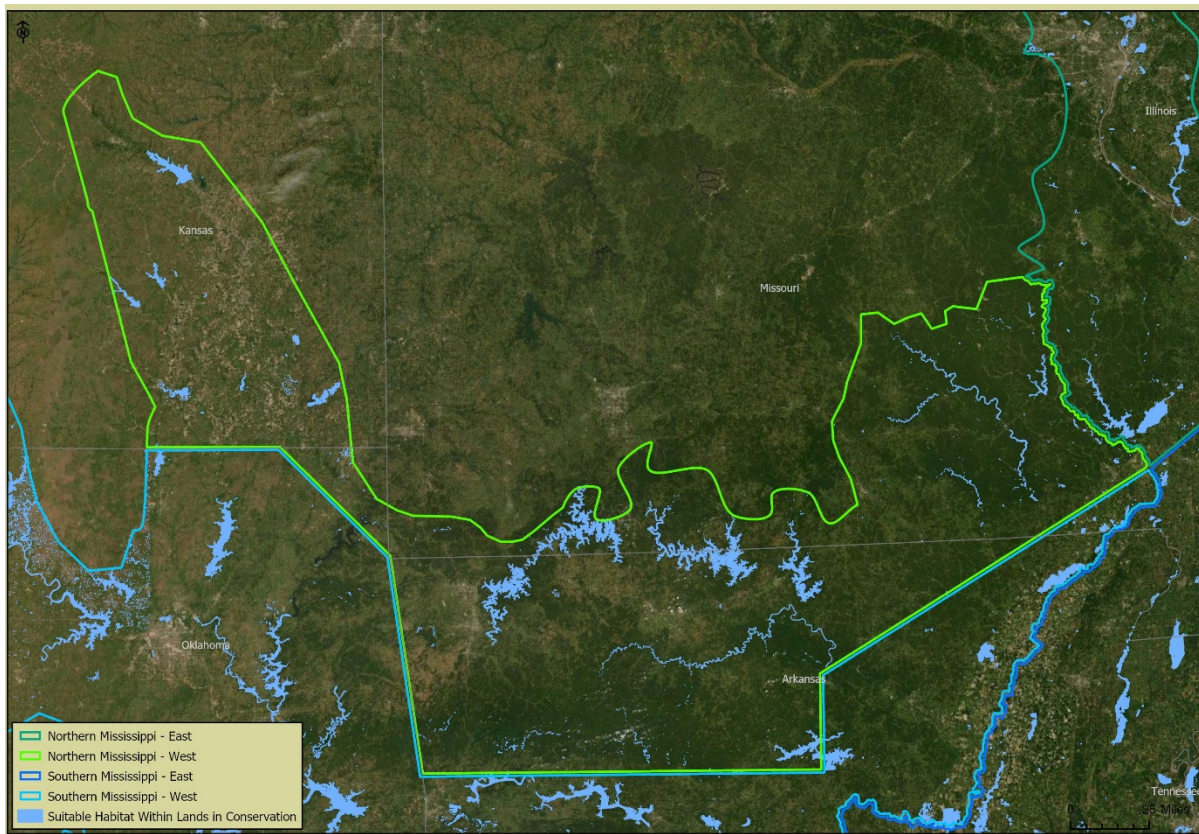 N
Illinois
Kansas
Missouri
Oklahoma
Arkansas
Tennessee
0 25 Miles
Northern Mississippi - East
Northern Mississippi - West
Southern Mississippi - East
Southern Mississippi - West
Suitable Habitat Within Lands in Conservation